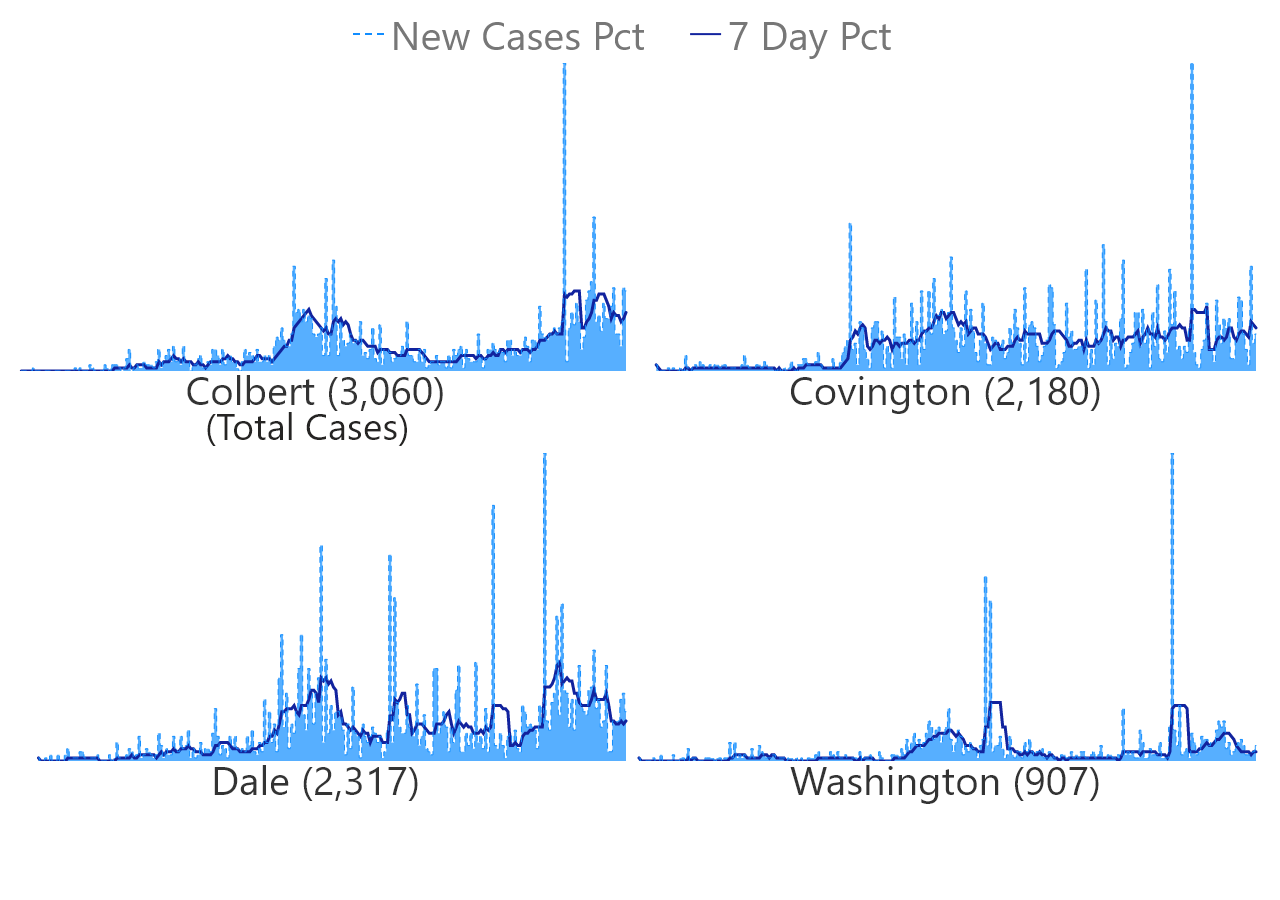 New Cases Pct 7 Day Pct
Colbert (3,060) Covington (2,180)
(Total Cases)
Dale (2,317) Washington (907)